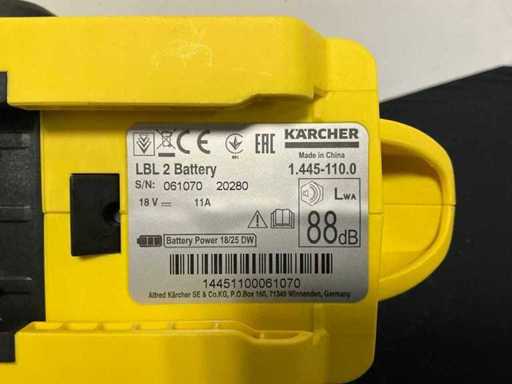 KÄRCHER
Made in China
LBL 2 Battery
1.445-110.0
S/N: 061070 20280
18 V 11A
LWA
88dB
Battery Power 18/25 DW
14451100061070
Alfred Kärcher SE & Co.KG, P.O.Box 160, 71349 Winnenden, Germany